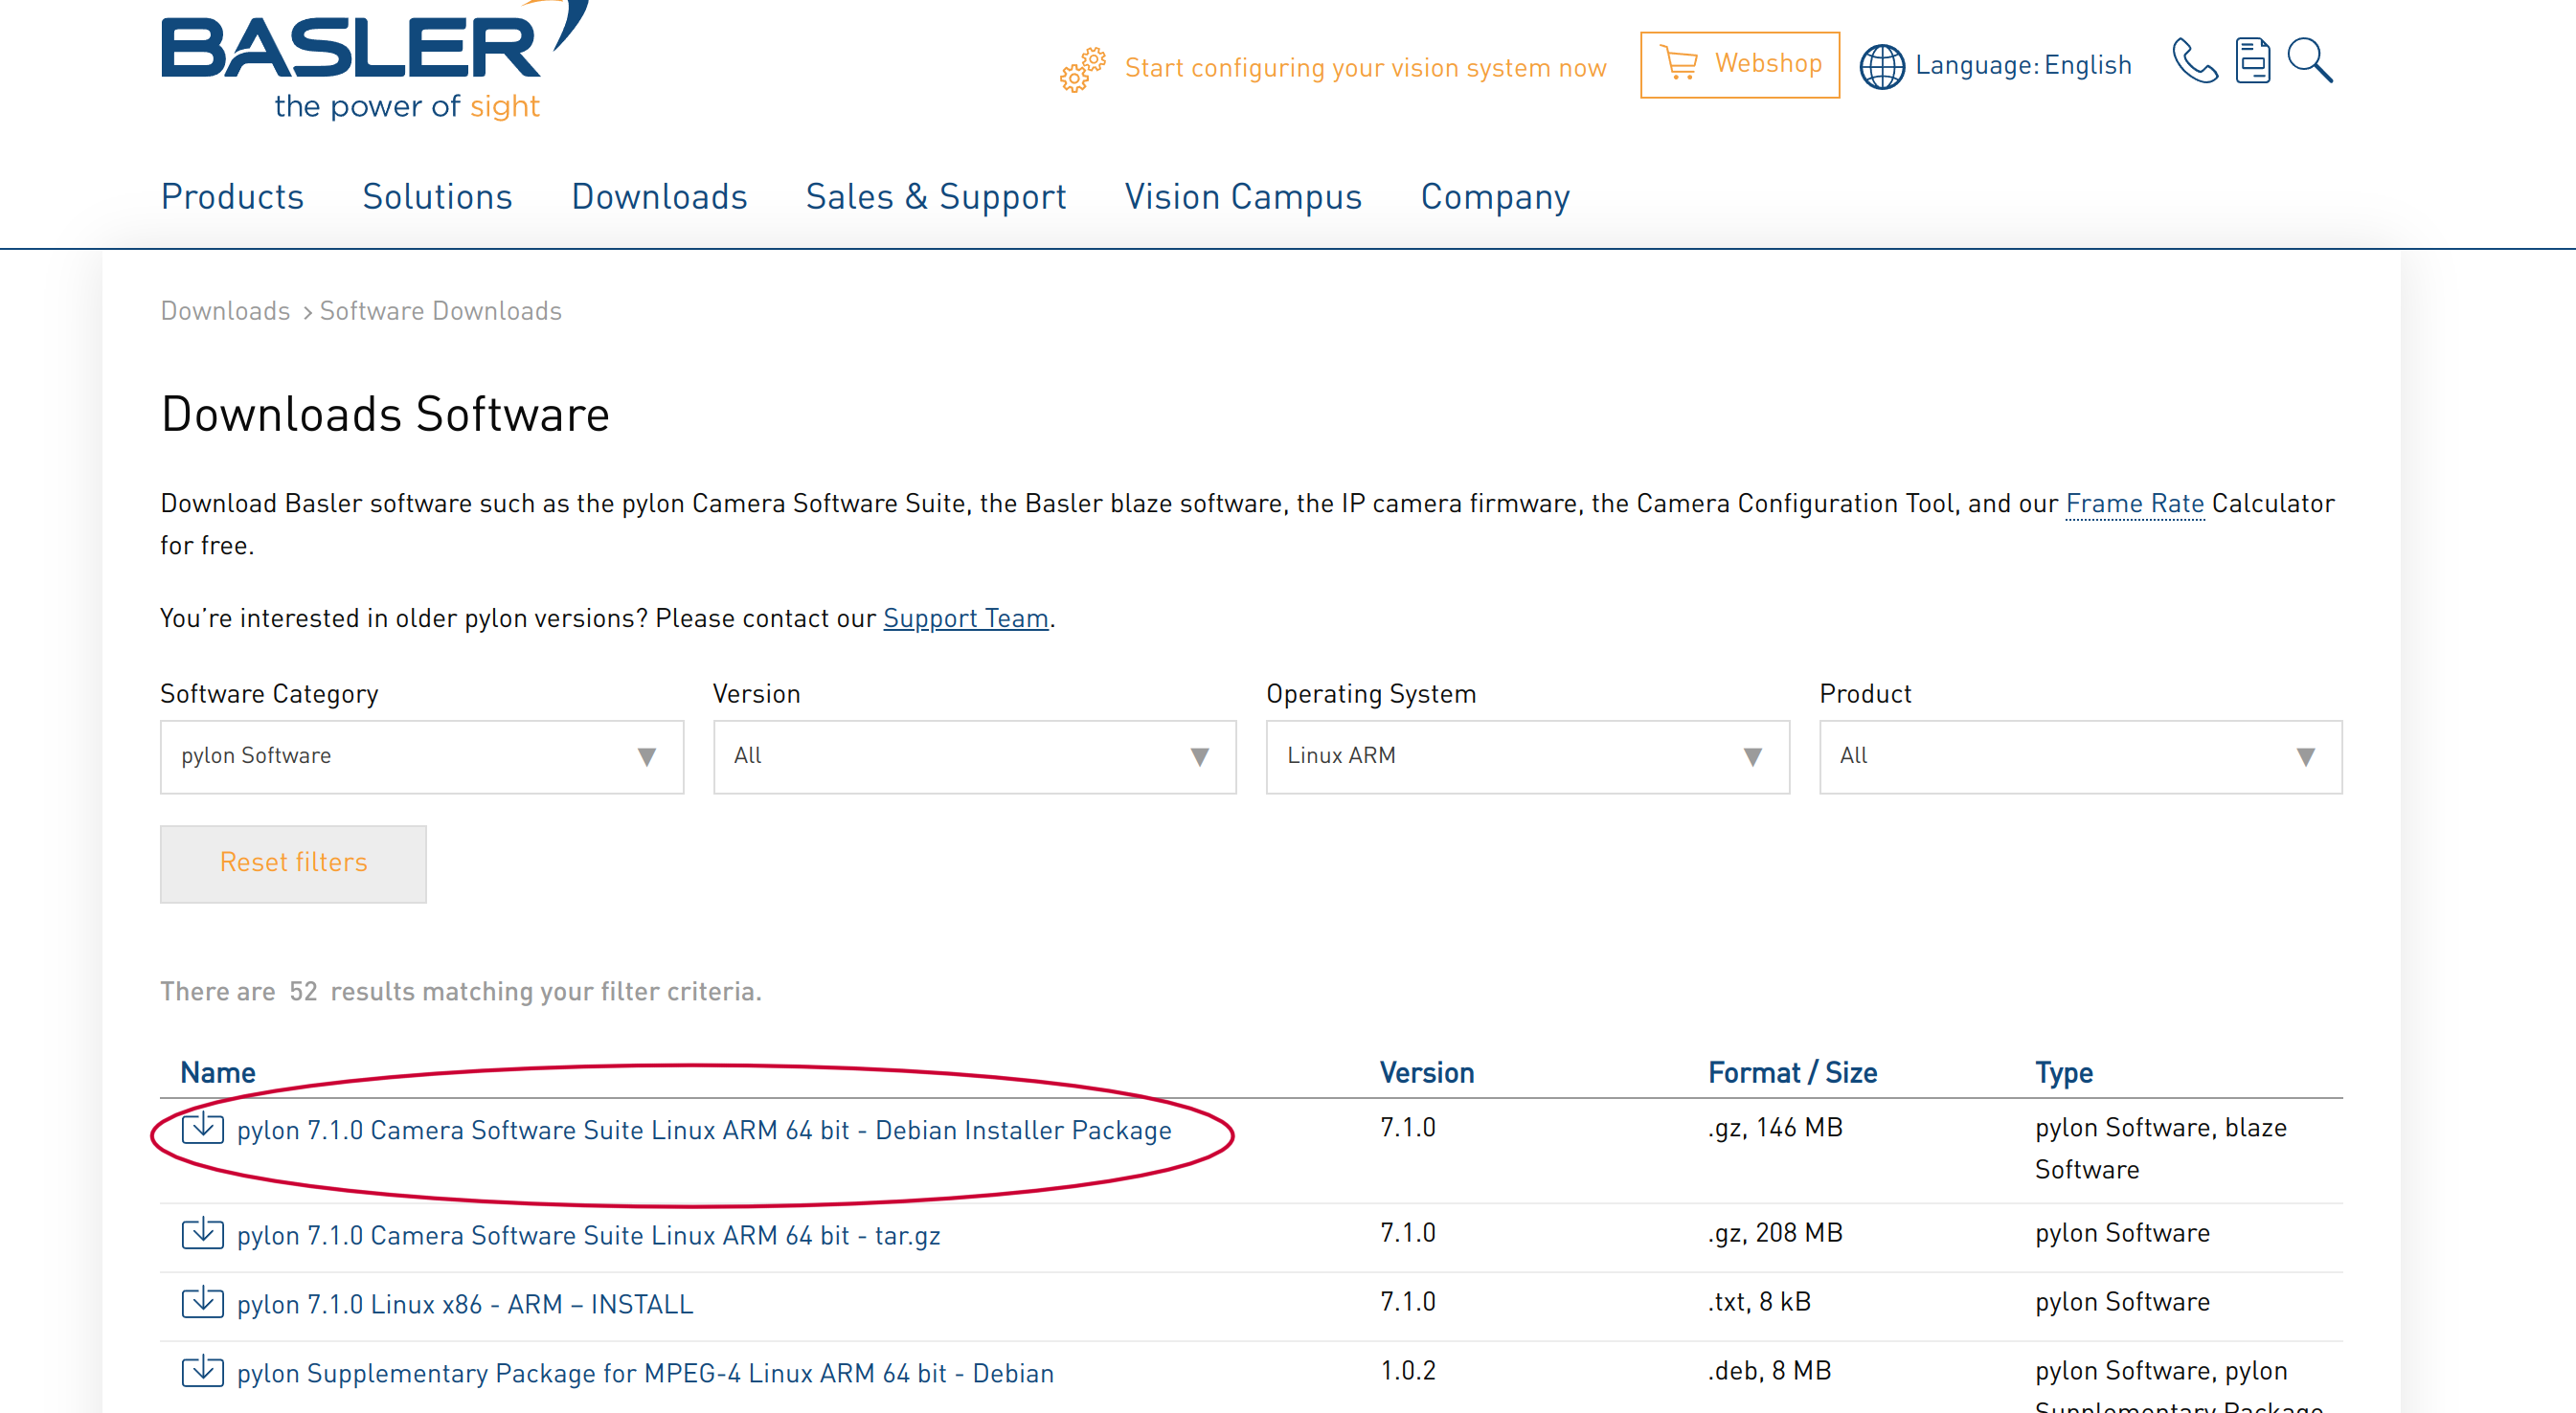 BASLER
the power of sight
Start configuring your vision system now
Webshop
Language: English
Products Solutions Downloads Sales & Support Vision Campus Company
Downloads > Software Downloads
Downloads Software
Download Basler software such as the pylon Camera Software Suite, the Basler blaze software, the IP camera firmware, the Camera Configuration Tool, and our Frame Rate Calculator
for free.
You’re interested in older pylon versions? Please contact our Support Team.
Software Category Version Operating System Product
pylon Software ▼ All ▼ Linux ARM ▼ All ▼
Reset filters
There are 52 results matching your filter criteria.
Name Version Format / Size Type
pylon 7.1.0 Camera Software Suite Linux ARM 64 bit - Debian Installer Package 7.1.0 .gz, 146 MB pylon Software, blaze
Software
pylon 7.1.0 Camera Software Suite Linux ARM 64 bit - tar.gz 7.1.0 .gz, 208 MB pylon Software
pylon 7.1.0 Linux x86 - ARM – INSTALL 7.1.0 .txt, 8 kB pylon Software
pylon Supplementary Package for MPEG-4 Linux ARM 64 bit - Debian 1.0.2 .deb, 8 MB pylon Software, pylon
Supplementary Package